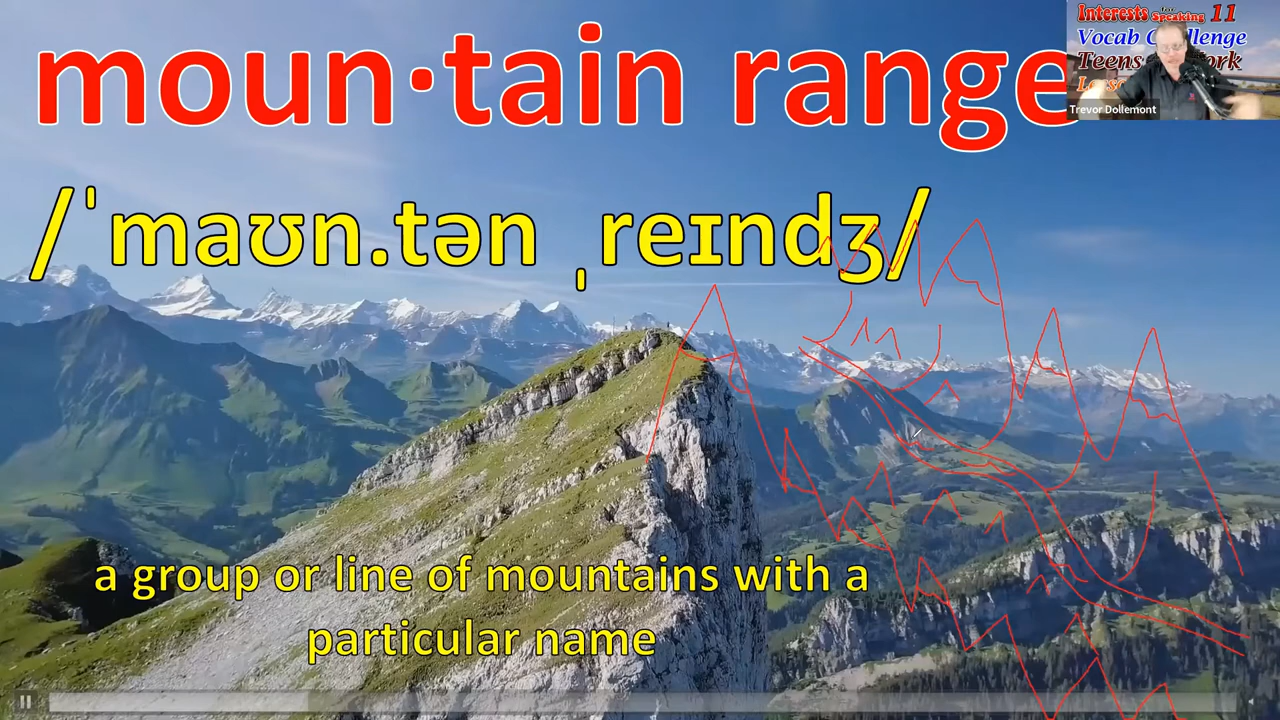 moun·tain range
/ˈmaʊn.tən ˌreɪndʒ/
a group or line of mountains with a
particular name
Interests for Speaking 11
Vocab
Teens
Trevor Dollemont